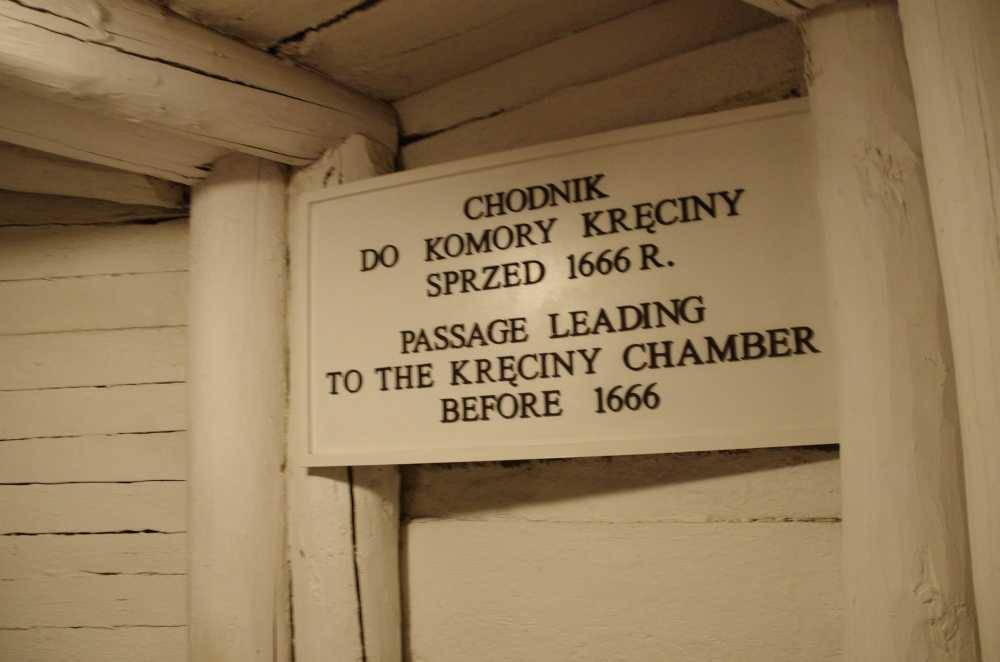 CHODNIK
DO KOMORY KRĘCINY
SPRZED 1666 R.
PASSAGE LEADING
TO THE KRĘCINY CHAMBER
BEFORE 1666